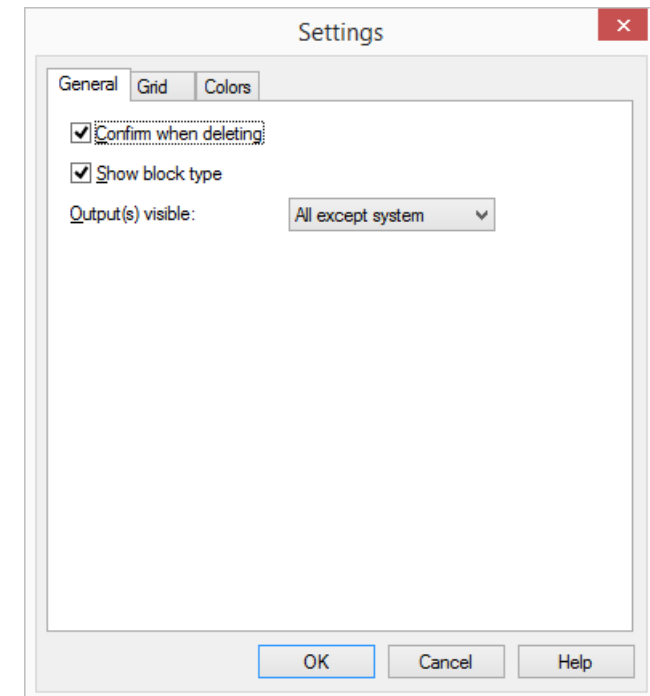 Settings
General Grid Colors
Confirm when deleting
Show block type
Output(s) visible: All except system
OK Cancel Help